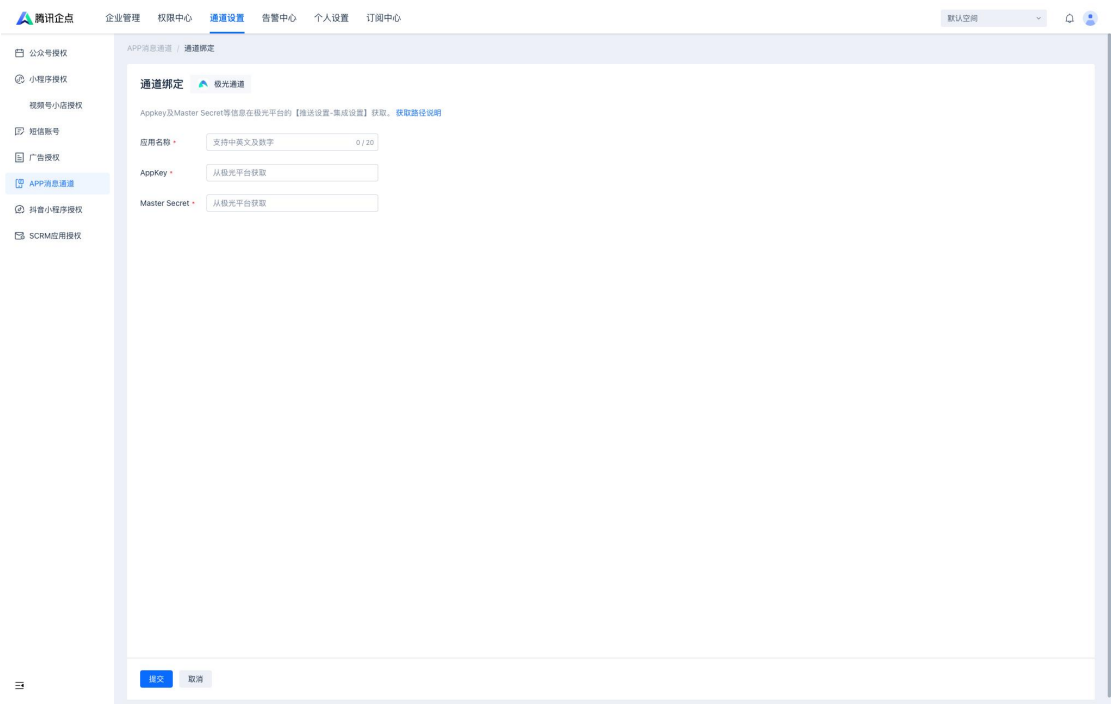 腾讯企点
企业管理 权限中心 通道设置 告警中心 个人设置 订阅中心
默认空间
公众号授权
小程序授权
视频号小店授权
短信账号
广告授权
APP消息通道
抖音小程序授权
SCRM应用授权
APP消息通道 / 通道绑定
通道绑定 极光通道
Appkey及Master Secret等信息在极光平台的【推送设置-集成设置】获取。 获取路径说明
应用名称 * 支持中英文及数字 0 / 20
AppKey * 从极光平台获取
Master Secret * 从极光平台获取
提交 取消